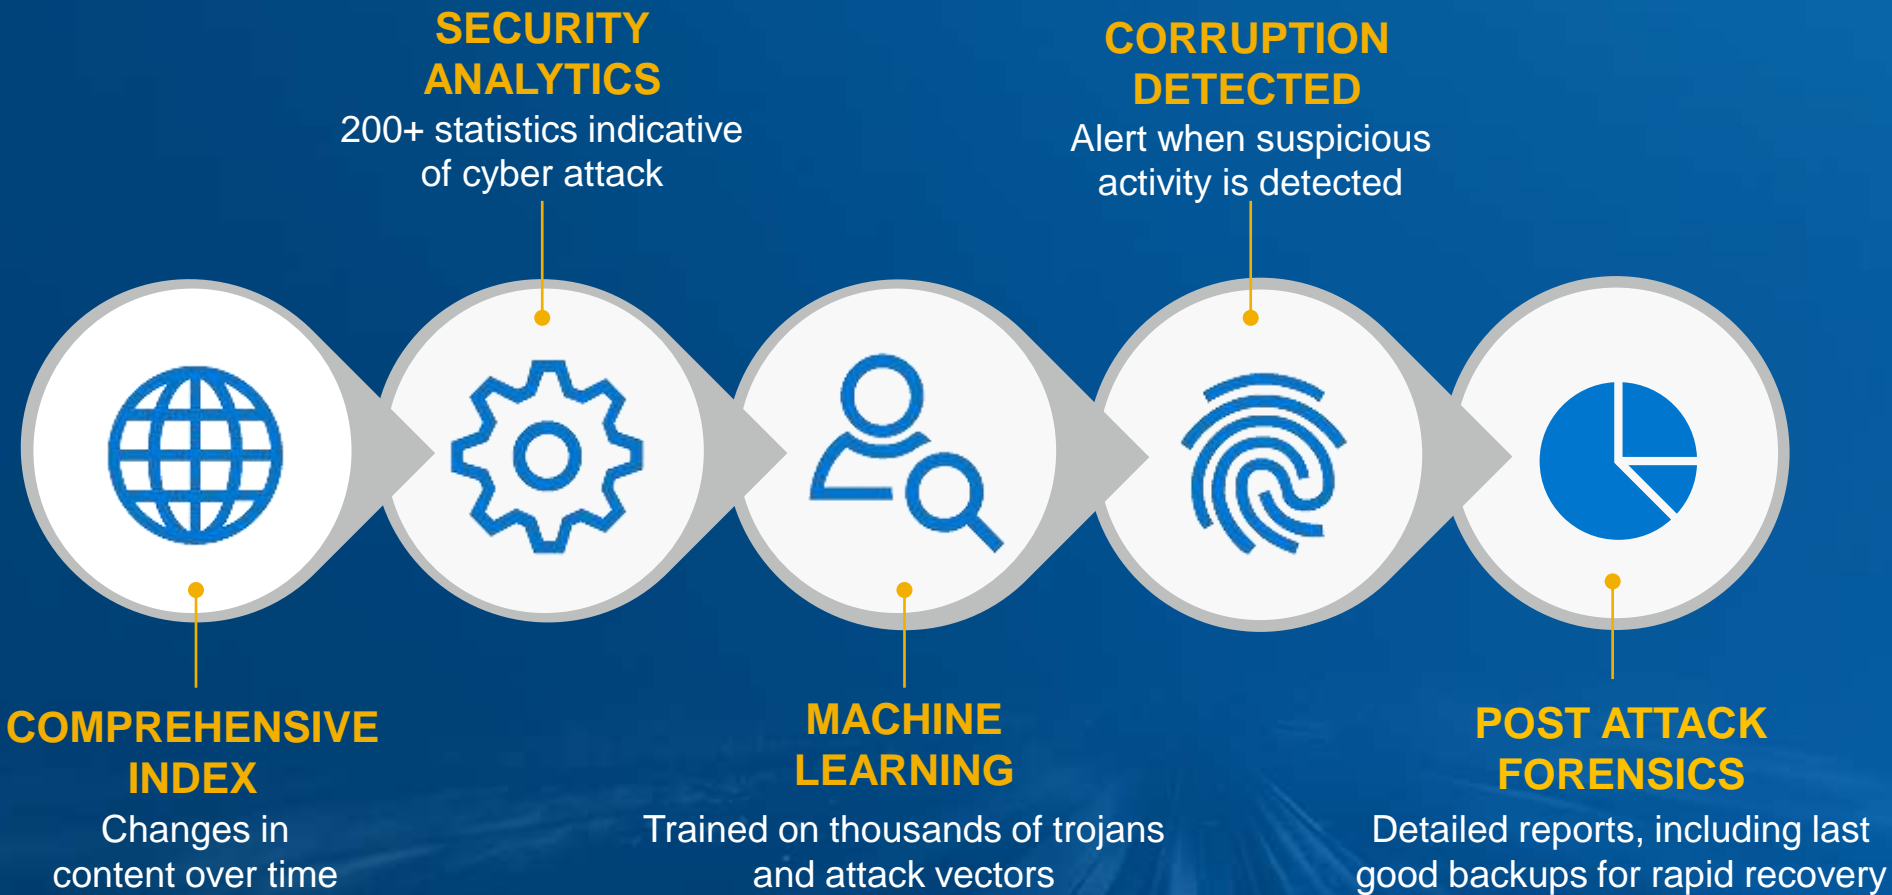 SECURITY
ANALYTICS
200+ statistics indicative
of cyber attack
CORRUPTION
DETECTED
Alert when suspicious
activity is detected
COMPREHENSIVE
INDEX
Changes in
content over time
MACHINE
LEARNING
Trained on thousands of trojans
and attack vectors
POST ATTACK
FORENSICS
Detailed reports, including last
good backups for rapid recovery